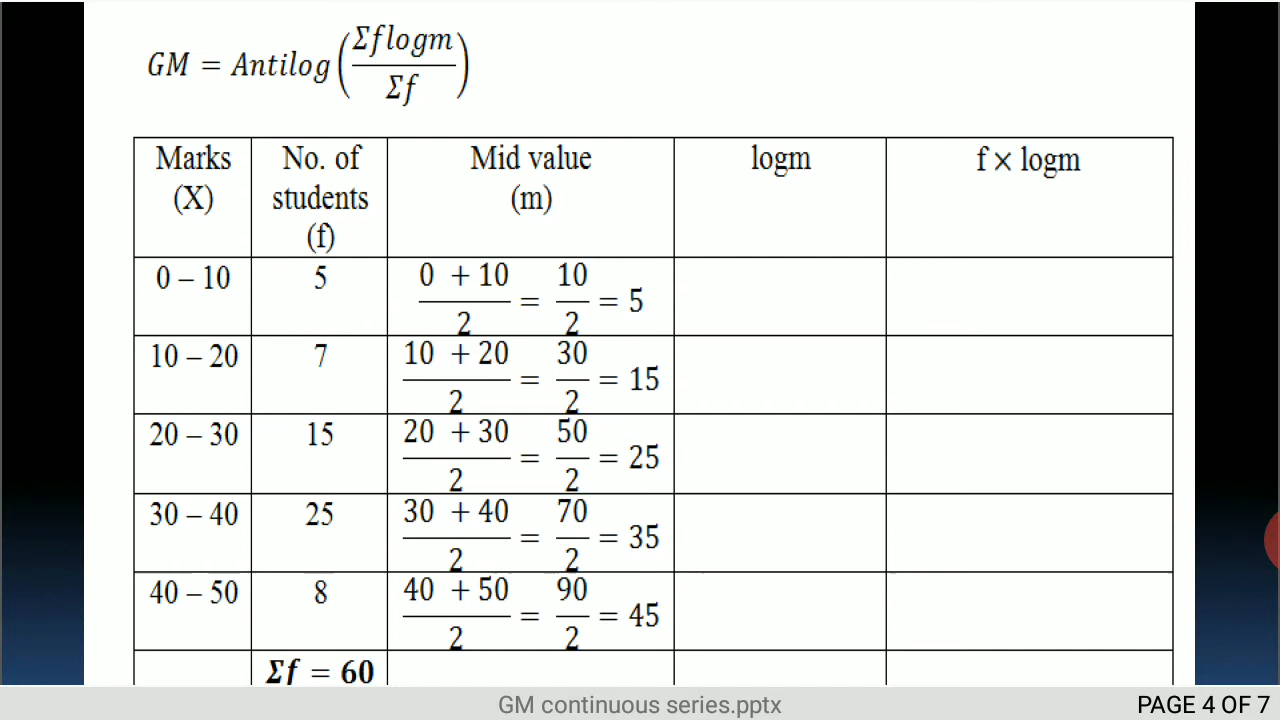 GM = Antilog(Σflogm/Σf)
Marks (X) No. of students (f) Mid value (m) logm f × logm
0 – 10 5 0 + 10/2 = 10/2 = 5
10 – 20 7 10 + 20/2 = 30/2 = 15
20 – 30 15 20 + 30/2 = 50/2 = 25
30 – 40 25 30 + 40/2 = 70/2 = 35
40 – 50 8 40 + 50/2 = 90/2 = 45
Σf = 60
GM continuous series.pptx PAGE 4 OF 7